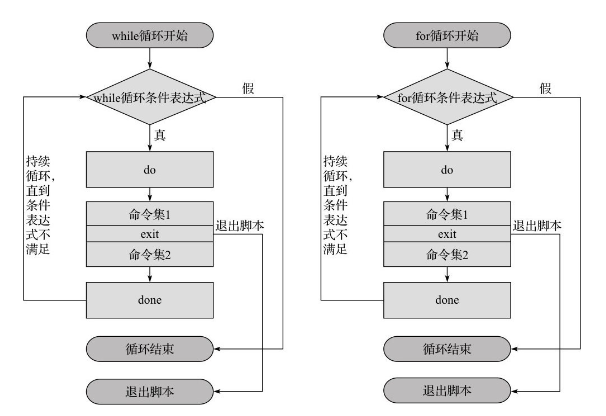 while循环开始
while循环条件表达式
假
真
持续
循环，
直到
条件
表达
式不
满足
do
命令集1
exit
退出脚本
命令集2
done
循环结束
退出脚本
for循环开始
for循环条件表达式
假
真
持续
循环，
直到
条件
表达
式不
满足
do
命令集1
exit
退出脚本
命令集2
done
循环结束
退出脚本